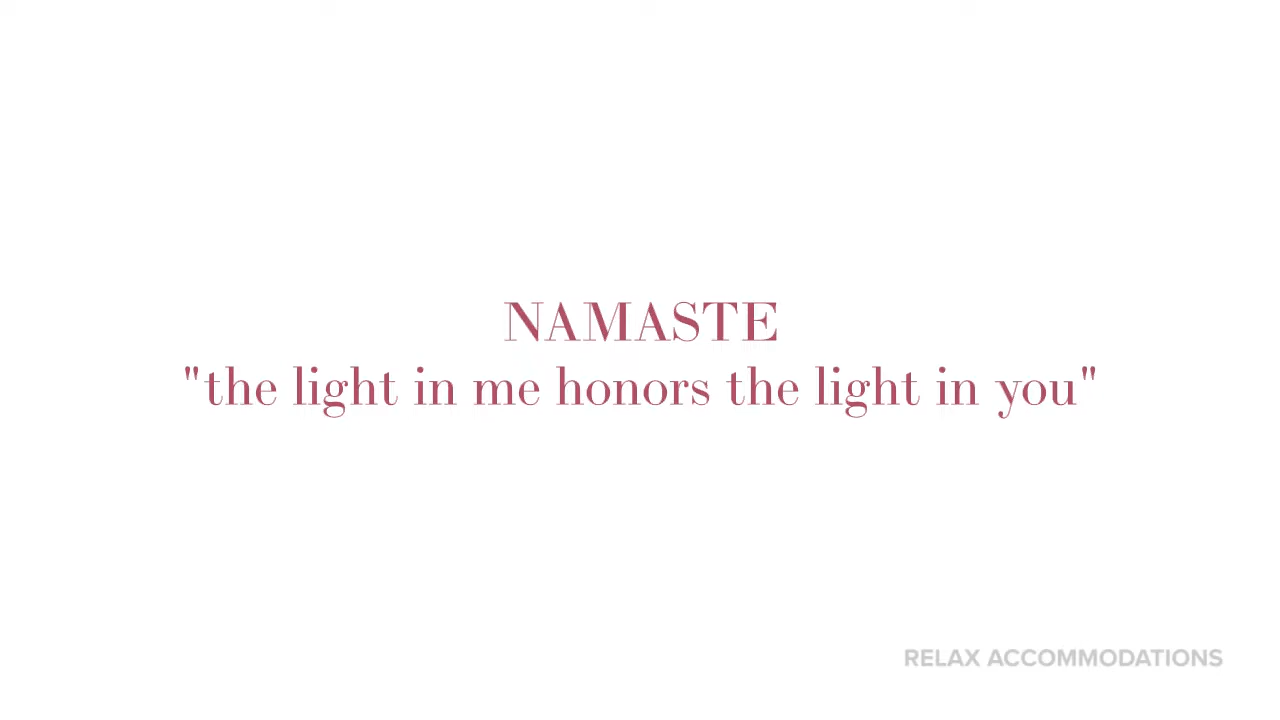 NAMASTE
"the light in me honors the light in you"
RELAX ACCOMMODATIONS